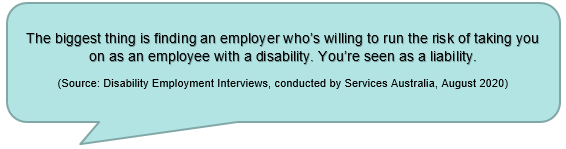 The biggest thing is finding an employer who's willing to run the risk of taking you
on as an employee with a disability. You're seen as a liability.
(Source: Disability Employment Interviews, conducted by Services Australia, August 2020)